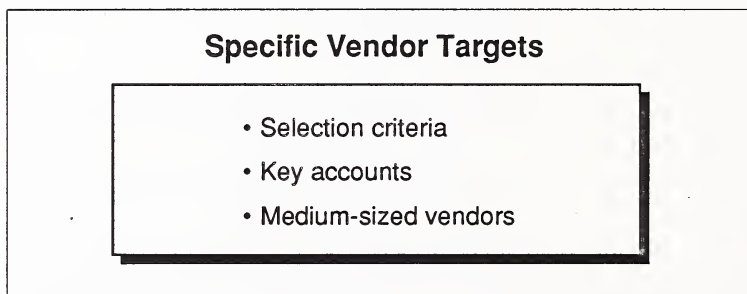 Specific Vendor Targets
• Selection criteria
• Key accounts
• Medium-sized vendors